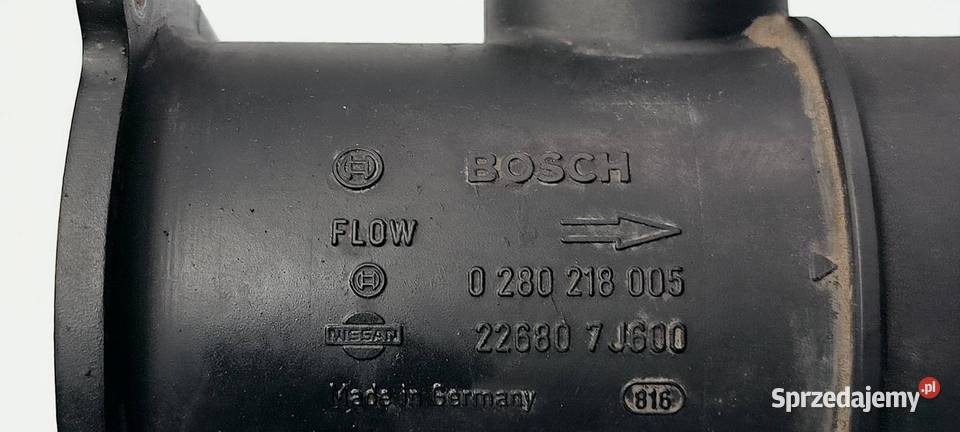 BOSCH
FLOW
0 280 218 005
NISSAN 22680 7J600
Made in Germany 816
Sprzedajemy.pl